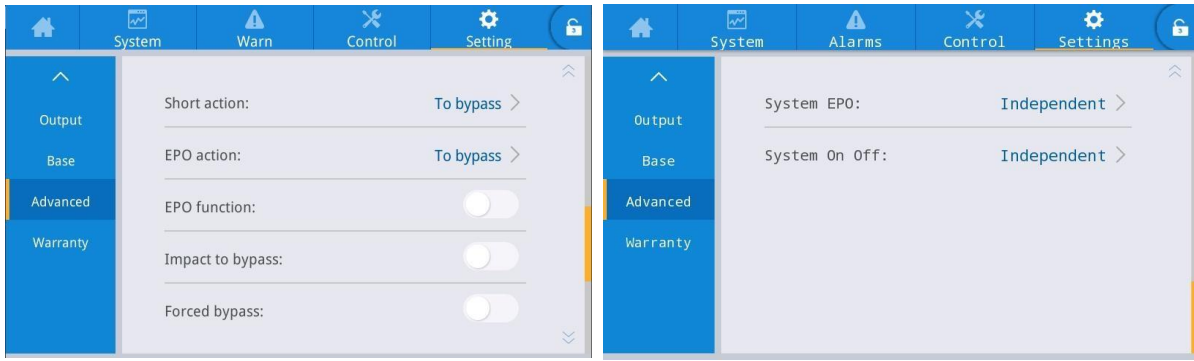 System Warn Control Setting 3
Output
Base
Advanced
Warranty
Short action: To bypass
EPO action: To bypass
EPO function:
Impact to bypass:
Forced bypass:
System Alarms Control Settings 3
Output
Base
Advanced
Warranty
System EPO: Independent
System On Off: Independent